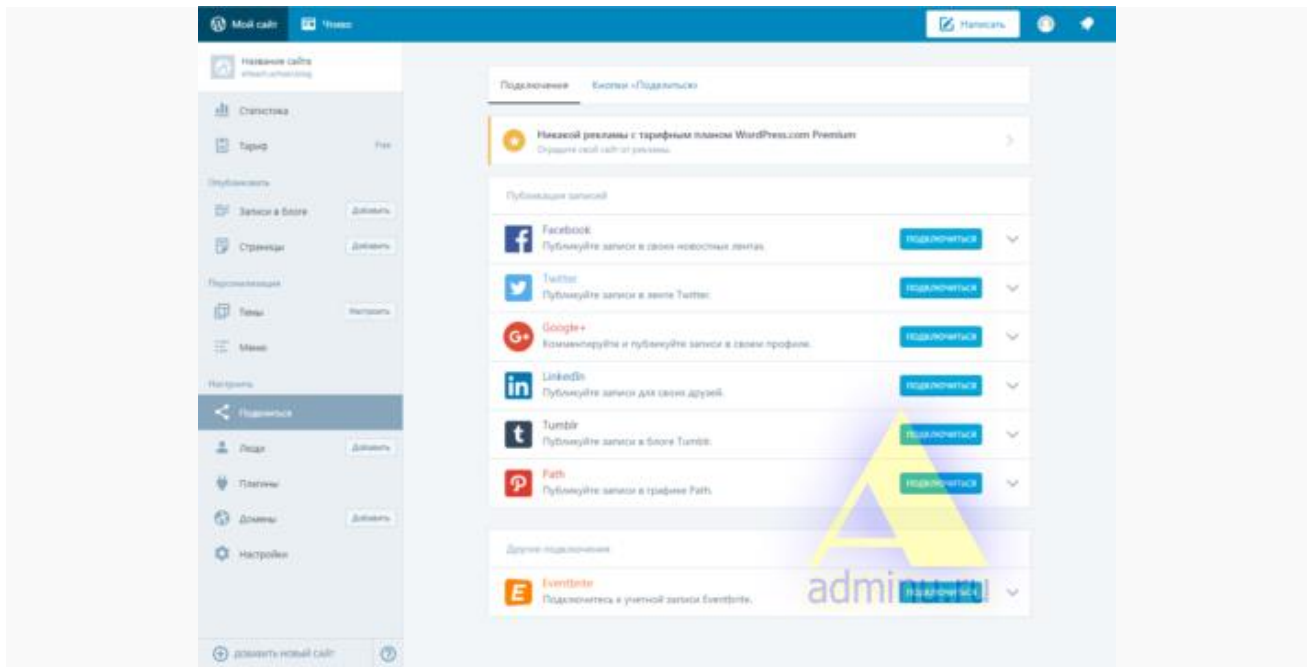 Мой сайт
Чтиво
Написать
Название сайта
Статистика
Тариф
Free
Опубликовать
Записи в блоге
Добавить
Страницы
Добавить
Персонализация
Темы
Настроить
Меню
Настроить
Поделиться
Люди
Добавить
Плагины
Домены
Добавить
Настройки
ДОБАВИТЬ НОВЫЙ САЙТ
Подключения
Кнопки «Поделиться»
Никакой рекламы с тарифным планом WordPress.com Premium
Оградите свой сайт от рекламы.
Публикация записей
Facebook
Публикуйте записи в своих новостных лентах.
ПОДКЛЮЧИТЬСЯ
Twitter
Публикуйте записи в ленте Twitter.
ПОДКЛЮЧИТЬСЯ
Google+
Комментируйте и публикуйте записи в своем профиле.
ПОДКЛЮЧИТЬСЯ
LinkedIn
Публикуйте записи для своих друзей.
ПОДКЛЮЧИТЬСЯ
Tumblr
Публикуйте записи в блоге Tumblr.
ПОДКЛЮЧИТЬСЯ
Path
Публикуйте записи в графике Path.
ПОДКЛЮЧИТЬСЯ
Другие подключения
Eventbrite
Подключитесь к учетной записи Eventbrite.
ПОДКЛЮЧИТЬСЯ
adminu.ru